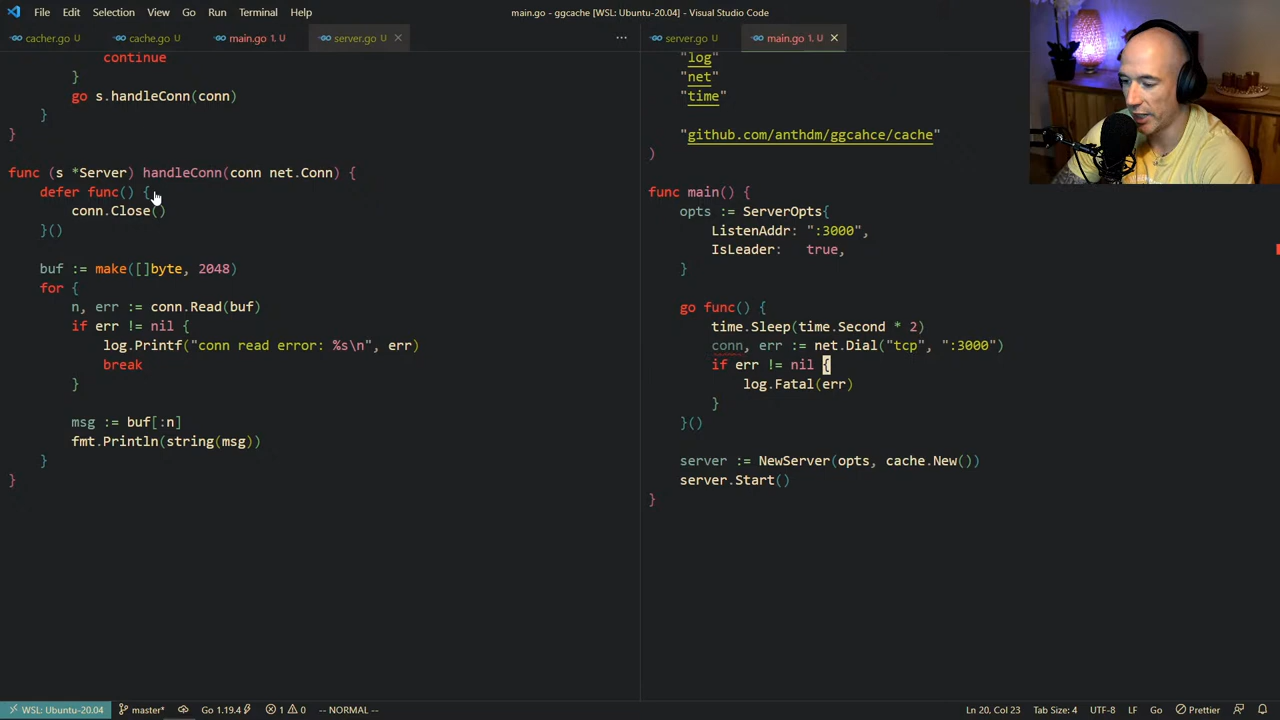 File Edit Selection View Go Run Terminal Help
main.go - ggcache [WSL: Ubuntu-20.04] - Visual Studio Code
cacher.go U
cache.go U
main.go 1, U
server.go U
continue
}
go s.handleConn(conn)
}
}
func (s *Server) handleConn(conn net.Conn) {
defer func() {
conn.Close()
}()
buf := make([]byte, 2048)
for {
n, err := conn.Read(buf)
if err != nil {
log.Printf("conn read error: %s\n", err)
break
}
msg := buf[:n]
fmt.Println(string(msg))
}
}
server.go U
main.go 1, U
"log"
"net"
"time"
"github.com/anthdm/ggcahce/cache"
)
func main() {
opts := ServerOpts{
ListenAddr: ":3000",
IsLeader: true,
}
go func() {
time.Sleep(time.Second * 2)
conn, err := net.Dial("tcp", ":3000")
if err != nil {
log.Fatal(err)
}
}()
server := NewServer(opts, cache.New())
server.Start()
}
WSL: Ubuntu-20.04
master*
Go 1.19.4
1 0
-- NORMAL --
Ln 20, Col 23
Tab Size: 4
UTF-8
LF
Go
Prettier